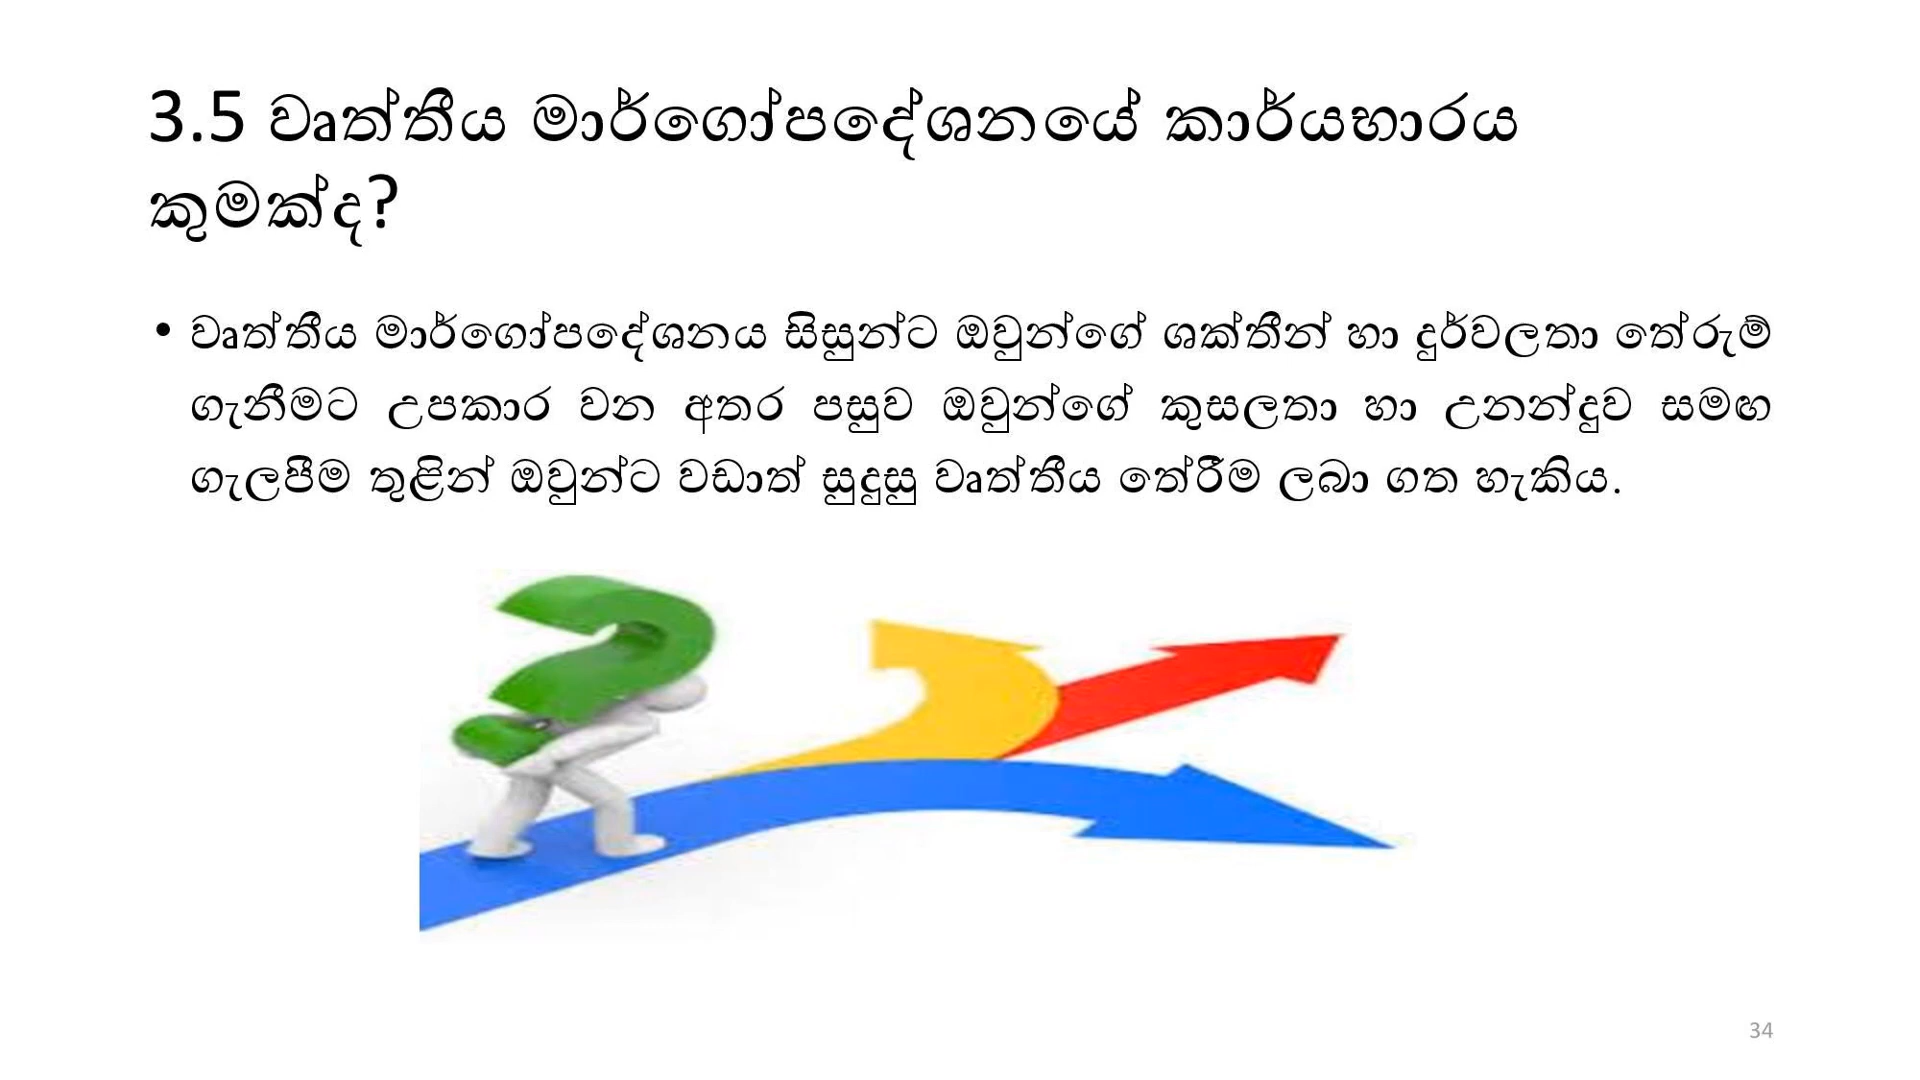 3.5 වෘත්තීය මාර්ගෝපදේශනයේ කාර්යභාරය
කුමක්ද?
• වෘත්තීය මාර්ගෝපදේශනය සිසුන්ට ඔවුන්ගේ ශක්තීන් හා දුර්වලතා තේරුම්
ගැනීමට උපකාර වන අතර පසුව ඔවුන්ගේ කුසලතා හා උනන්දුව සමඟ
ගැලපීම තුළින් ඔවුන්ට වඩාත් සුදුසු වෘත්තීය තේරීම ලබා ගත හැකිය.
34